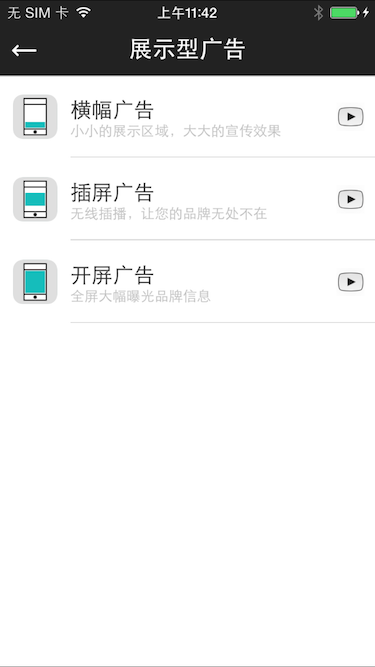 无 SIM 卡 上午11:42
展示型广告
横幅广告
小小的展示区域，大大的宣传效果
插屏广告
无线插播，让您的品牌无处不在
开屏广告
全屏大幅曝光品牌信息